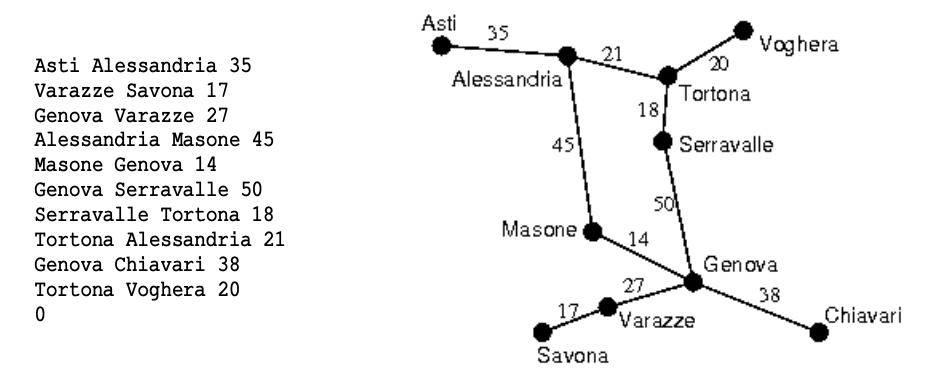 Asti Alessandria 35
Varazze Savona 17
Genova Varazze 27
Alessandria Masone 45
Masone Genova 14
Genova Serravalle 50
Serravalle Tortona 18
Tortona Alessandria 21
Genova Chiavari 38
Tortona Voghera 20
0
Asti
35
Alessandria
21
20
Voghera
Tortona
18
Serravalle
45
50
Masone
14
Genova
27
38
17
Varazze
Chiavari
Savona